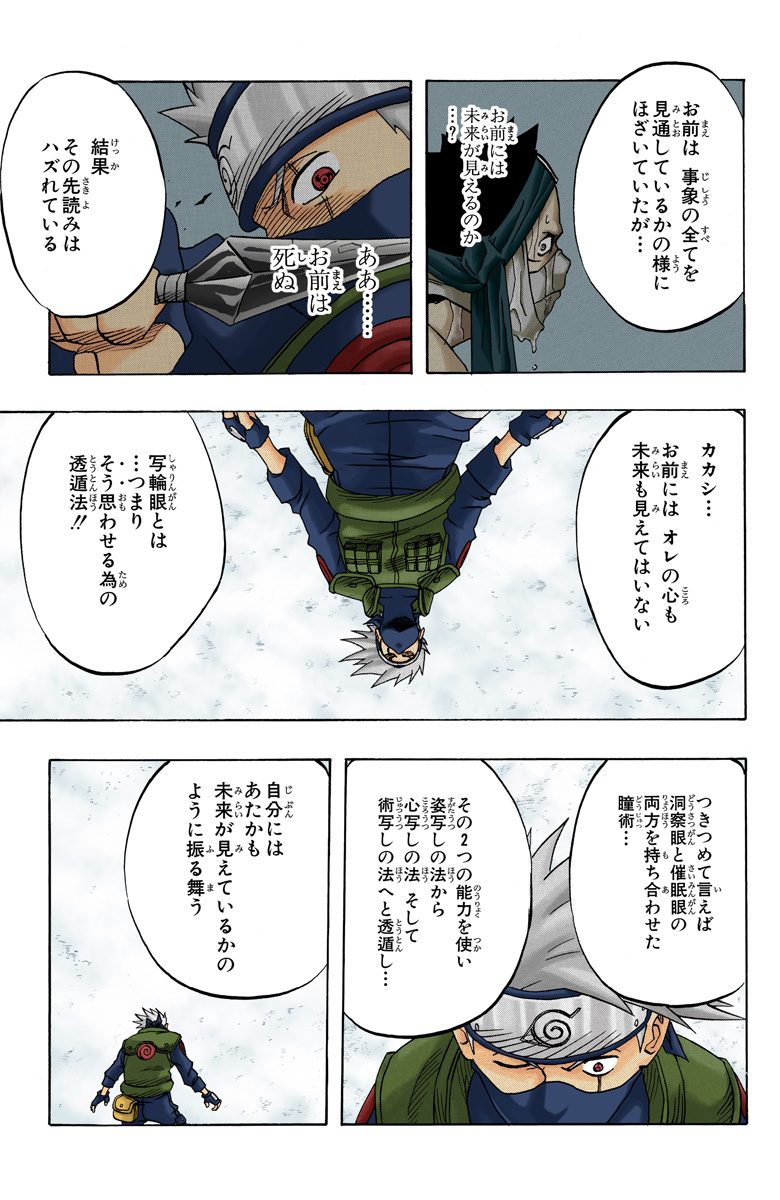 お前は 事象の全てを
見通しているかの様に
ほざいていたが…
お前には
未来が見えるのか
…?
ああ……
お前は
死ぬ
結果
その先読みは
ハズれている
カカシ…
お前には オレの心も
未来も見えてはいない
写輪眼とは
…つまり
そう思わせる為の
透遁法!!
つきつめて言えば
洞察眼と催眠眼の
両方を持ち合わせた
瞳術…
その2つの能力を使い
姿写しの法から
心写しの法 そして
術写しの法へと透遁し…
自分には
あたかも
未来が見えているかの
ように振る舞う